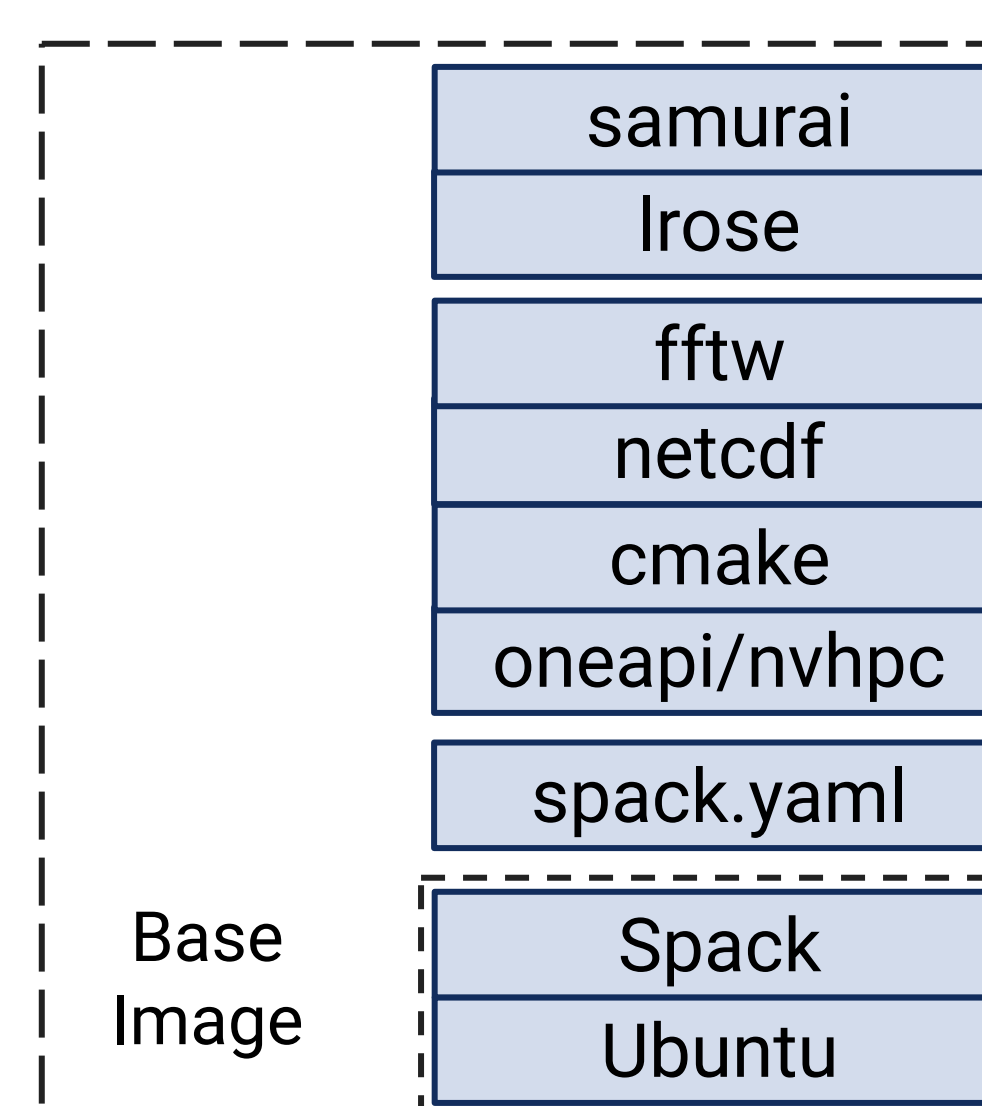 samurai
lrose
fftw
netcdf
cmake
oneapi/nvhpc
spack.yaml
Base
Image
Spack
Ubuntu